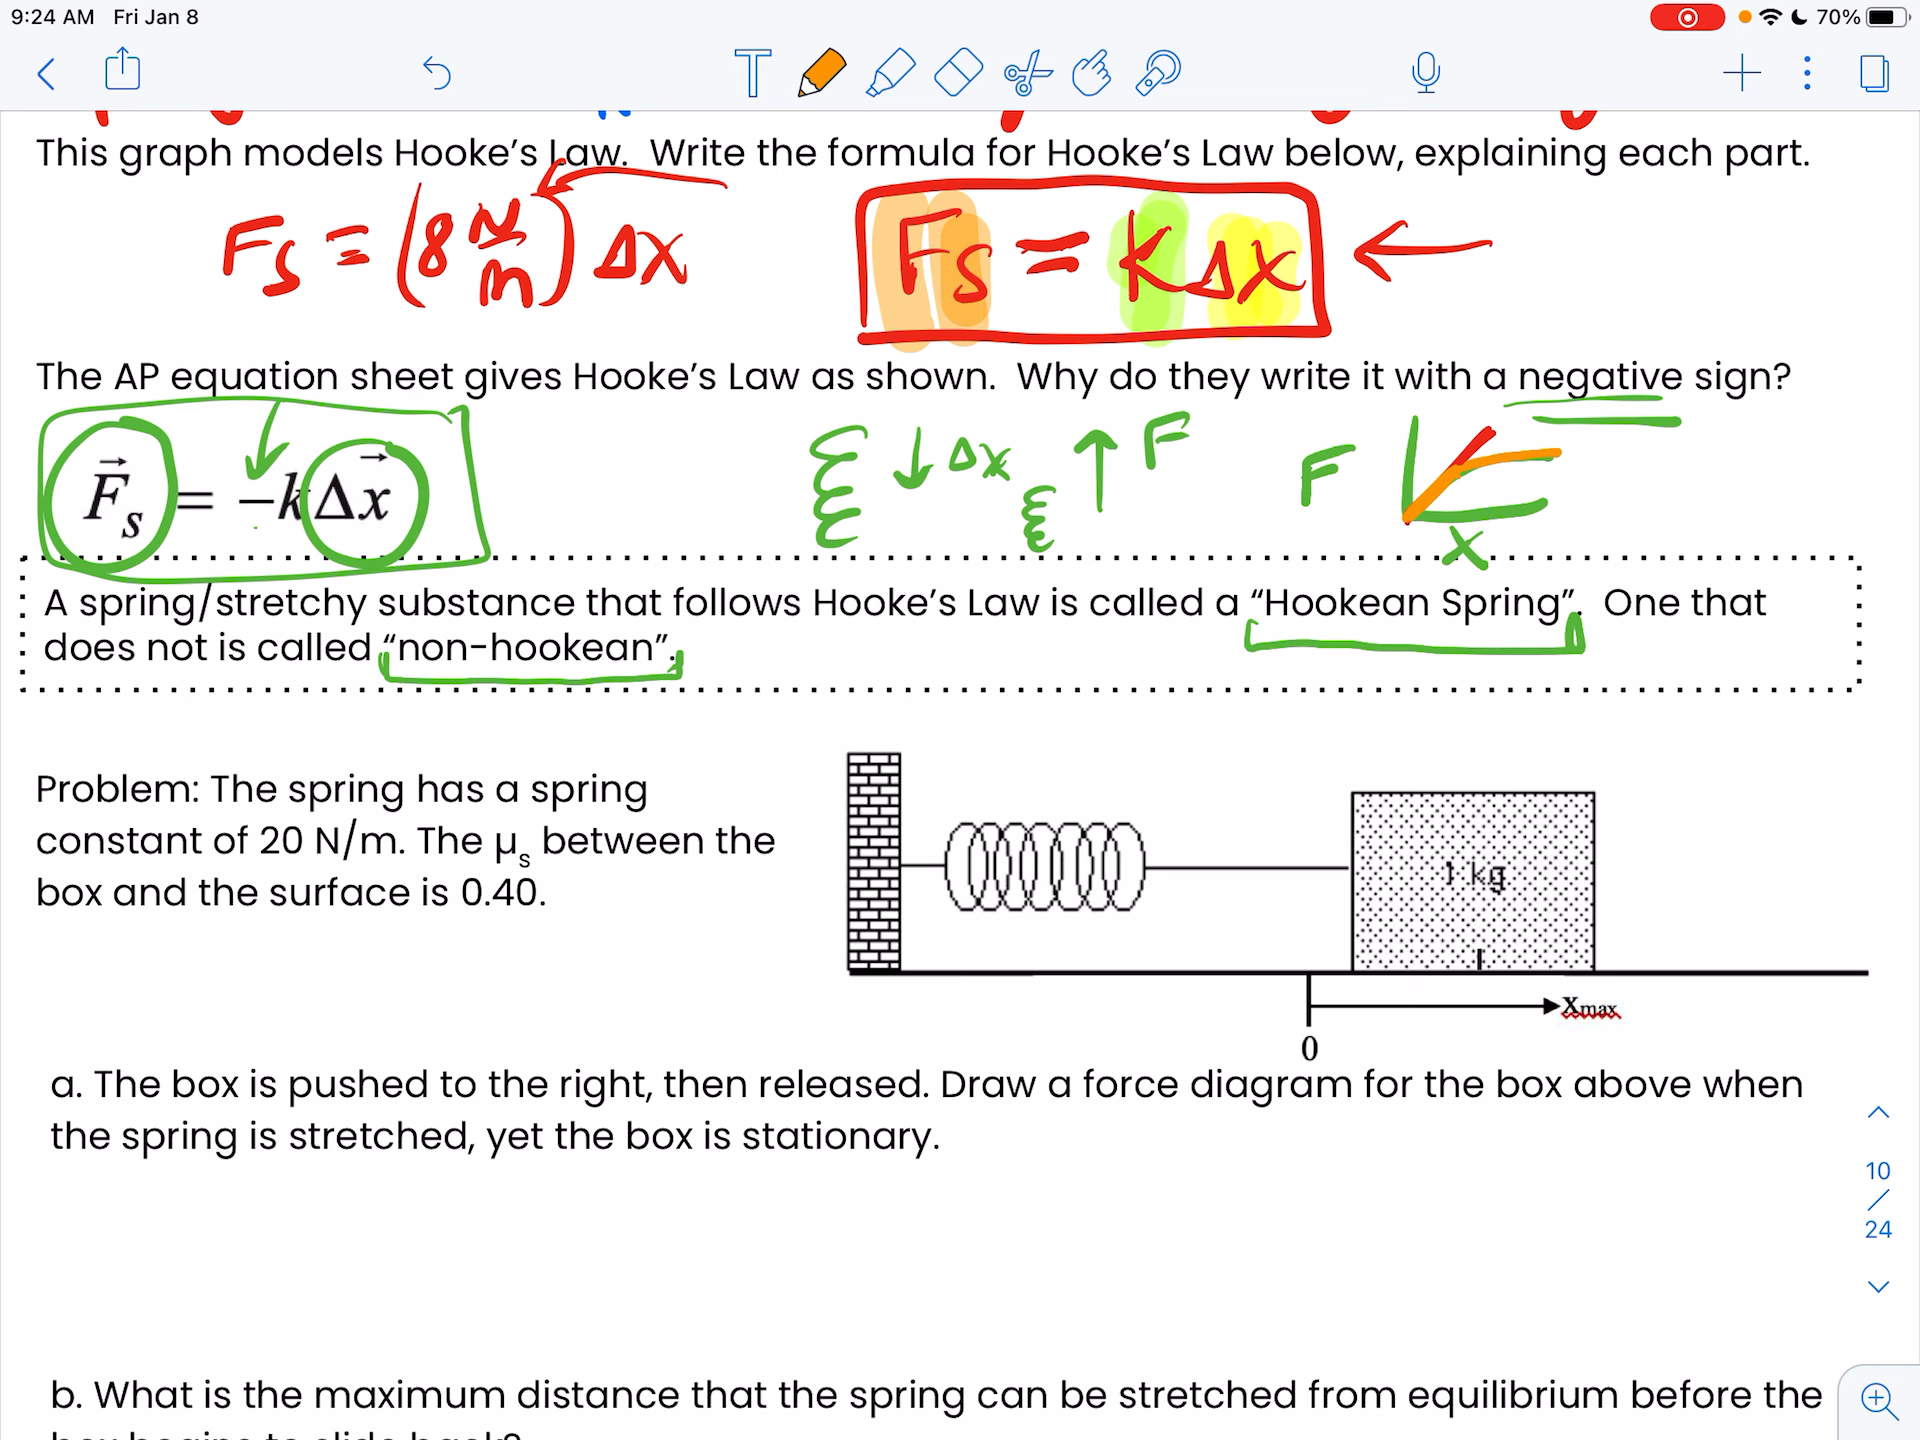 9:24 AM Fri Jan 8
70%
This graph models Hooke's Law. Write the formula for Hooke's Law below, explaining each part.
Fs = (8 N/m) Δx
Fs = kΔx
The AP equation sheet gives Hooke's Law as shown. Why do they write it with a negative sign?
F⃗s = -kΔx⃗
↓ Δx ↑ F
F
x
A spring/stretchy substance that follows Hooke's Law is called a “Hookean Spring”. One that
does not is called “non-hookean”.
Problem: The spring has a spring
constant of 20 N/m. The μs between the
box and the surface is 0.40.
1 kg
xmax
0
a. The box is pushed to the right, then released. Draw a force diagram for the box above when
the spring is stretched, yet the box is stationary.
10
/
24
b. What is the maximum distance that the spring can be stretched from equilibrium before the